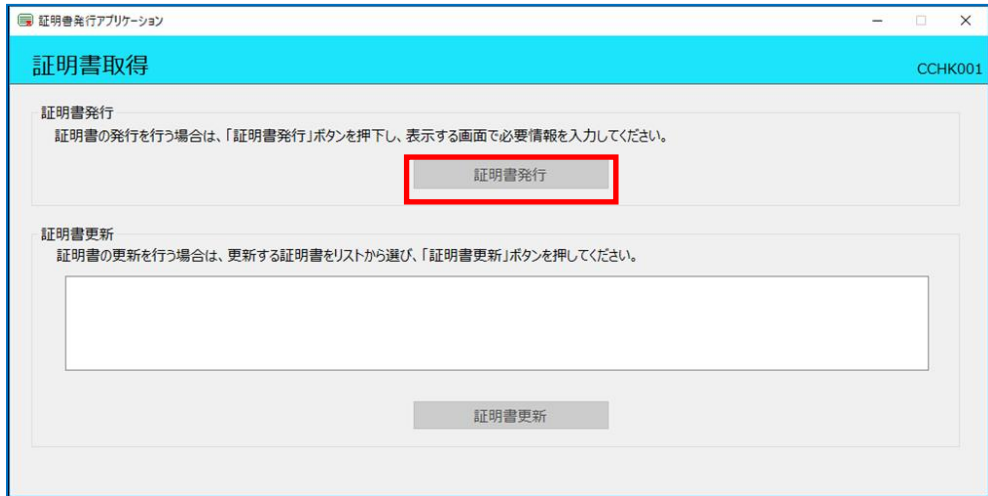 証明書発行アプリケーション
証明書取得
CCHK001
証明書発行
証明書の発行を行う場合は、「証明書発行」ボタンを押下し、表示する画面で必要情報を入力してください。
証明書発行
証明書更新
証明書の更新を行う場合は、更新する証明書をリストから選び、「証明書更新」ボタンを押してください。
証明書更新